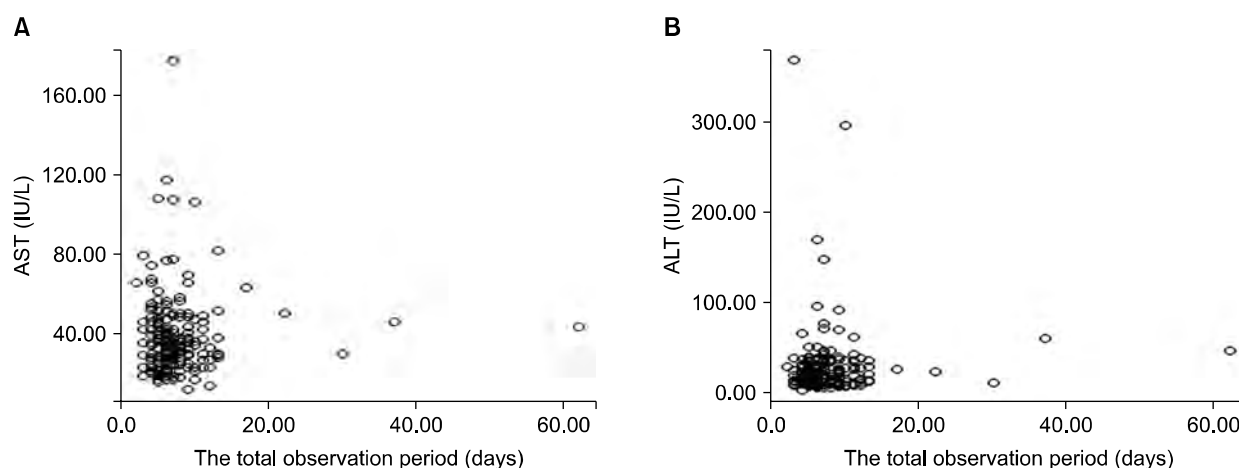 A
AST (IU/L)
160.00
120.00
80.00
40.00
0.0
20.00
40.00
60.00
The total observation period (days)
B
ALT (IU/L)
300.00
200.00
100.00
0.00
0.0
20.00
40.00
60.00
The total observation period (days)